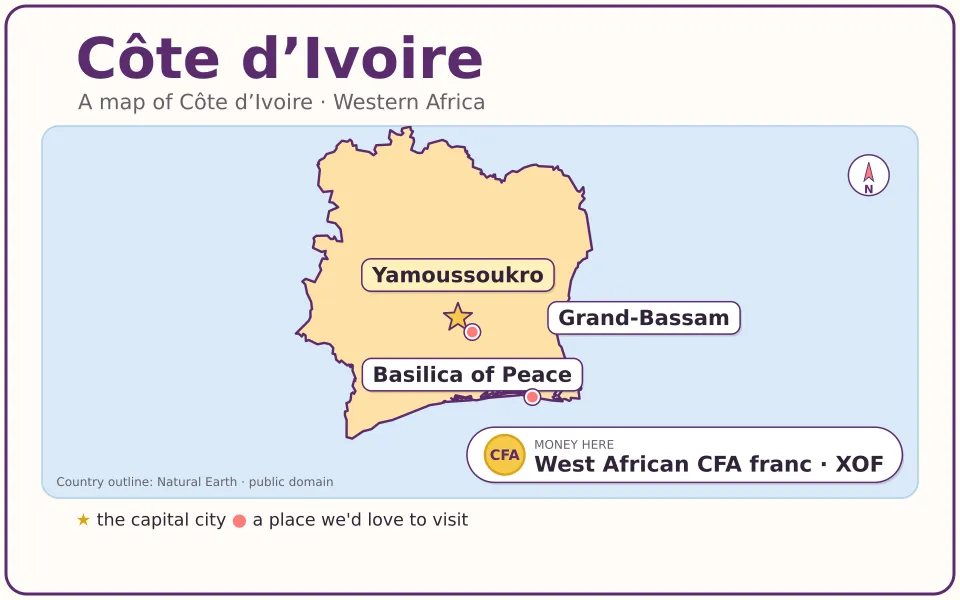 Côte d’Ivoire
A map of Côte d’Ivoire · Western Africa
N
Yamoussoukro
Grand-Bassam
Basilica of Peace
CFA
MONEY HERE
West African CFA franc · XOF
Country outline: Natural Earth · public domain
★ the capital city ● a place we'd love to visit